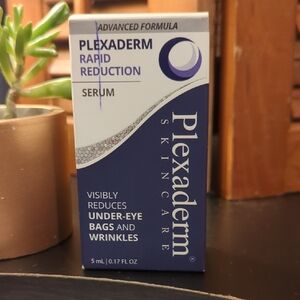 ADVANCED FORMULA
PLEXADERM
RAPID
REDUCTION
SERUM
Plexaderm®
SKINCARE
VISIBLY
REDUCES
UNDER-EYE
BAGS AND
WRINKLES
5 mL | 0.17 FL OZ